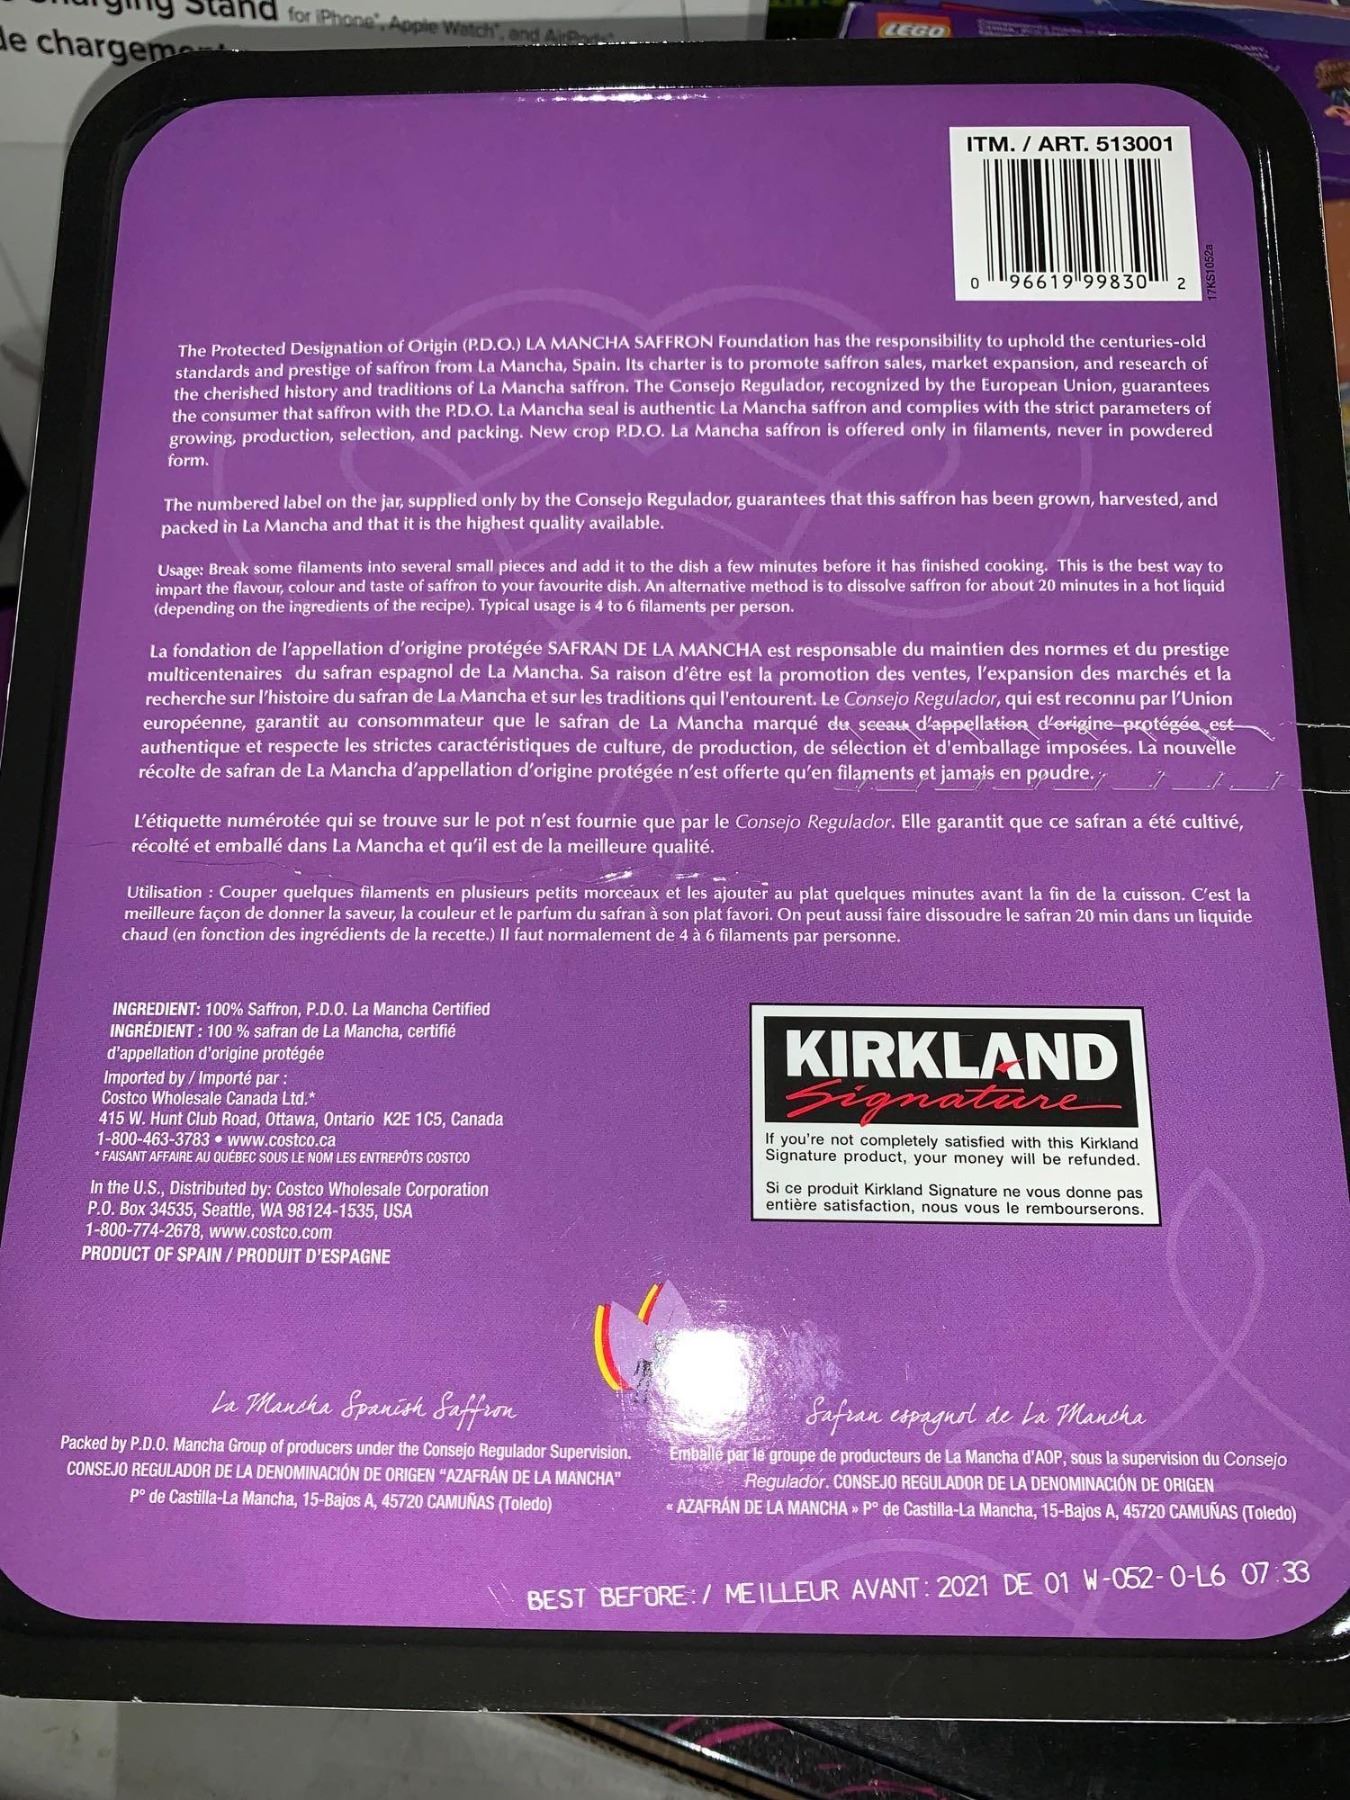 Stand for iPhone®, Apple Watch®, and AirPods®
de
LEGO
ITM. / ART. 513001
0 96619 99830 2
17KS1052a
The Protected Designation of Origin (P.D.O.) LA MANCHA SAFFRON Foundation has the responsibility to uphold the centuries-old
standards and prestige of saffron from La Mancha, Spain. Its charter is to promote saffron sales, market expansion, and research of
the cherished history and traditions of La Mancha saffron. The Consejo Regulador, recognized by the European Union, guarantees
the consumer that saffron with the P.D.O. La Mancha seal is authentic La Mancha saffron and complies with the strict parameters of
growing, production, selection, and packing. New crop P.D.O. La Mancha saffron is offered only in filaments, never in powdered
form.
The numbered label on the jar, supplied only by the Consejo Regulador, guarantees that this saffron has been grown, harvested, and
packed in La Mancha and that it is the highest quality available.
Usage: Break some filaments into several small pieces and add it to the dish a few minutes before it has finished cooking. This is the best way to
impart the flavour, colour and taste of saffron to your favourite dish. An alternative method is to dissolve saffron for about 20 minutes in a hot liquid
(depending on the ingredients of the recipe). Typical usage is 4 to 6 filaments per person.
La fondation de l'appellation d'origine protégée SAFRAN DE LA MANCHA est responsable du maintien des normes et du prestige
multicentenaires du safran espagnol de La Mancha. Sa raison d'être est la promotion des ventes, l'expansion des marchés et la
recherche sur l'histoire du safran de La Mancha et sur les traditions qui l'entourent. Le Consejo Regulador, qui est reconnu par l'Union
européenne, garantit au consommateur que le safran de La Mancha marqué du sceau d'appellation d'origine protégée est
authentique et respecte les strictes caractéristiques de culture, de production, de sélection et d'emballage imposées. La nouvelle
récolte de safran de La Mancha d'appellation d'origine protégée n'est offerte qu'en filaments et jamais en poudre.
L'étiquette numérotée qui se trouve sur le pot n'est fournie que par le Consejo Regulador. Elle garantit que ce safran a été cultivé,
récolté et emballé dans La Mancha et qu'il est de la meilleure qualité.
Utilisation : Couper quelques filaments en plusieurs petits morceaux et les ajouter au plat quelques minutes avant la fin de la cuisson. C'est la
meilleure façon de donner la saveur, la couleur et le parfum du safran à son plat favori. On peut aussi faire dissoudre le safran 20 min dans un liquide
chaud (en fonction des ingrédients de la recette.) Il faut normalement de 4 à 6 filaments par personne.
INGREDIENT: 100% Saffron, P.D.O. La Mancha Certified
INGRÉDIENT : 100 % safran de La Mancha, certifié
d'appellation d'origine protégée
Imported by / Importé par :
Costco Wholesale Canada Ltd.*
415 W. Hunt Club Road, Ottawa, Ontario K2E 1C5, Canada
1-800-463-3783 • www.costco.ca
* FAISANT AFFAIRE AU QUÉBEC SOUS LE NOM LES ENTREPÔTS COSTCO
In the U.S., Distributed by: Costco Wholesale Corporation
P.O. Box 34535, Seattle, WA 98124-1535, USA
1-800-774-2678, www.costco.com
PRODUCT OF SPAIN / PRODUIT D'ESPAGNE
KIRKLAND
Signature
If you're not completely satisfied with this Kirkland
Signature product, your money will be refunded.
Si ce produit Kirkland Signature ne vous donne pas
entière satisfaction, nous vous le rembourserons.
La Mancha Spanish Saffron
Packed by P.D.O. Mancha Group of producers under the Consejo Regulador Supervision.
CONSEJO REGULADOR DE LA DENOMINACIÓN DE ORIGEN "AZAFRÁN DE LA MANCHA"
Pº de Castilla-La Mancha, 15-Bajos A, 45720 CAMUÑAS (Toledo)
Safran espagnol de La Mancha
Emballé par le groupe de producteurs de La Mancha d'AOP, sous la supervision du Consejo
Regulador. CONSEJO REGULADOR DE LA DENOMINACIÓN DE ORIGEN
« AZAFRÁN DE LA MANCHA » Pº de Castilla-La Mancha, 15-Bajos A, 45720 CAMUÑAS (Toledo)
BEST BEFORE: / MEILLEUR AVANT: 2021 DE 01 W-052-0-L6 07:33